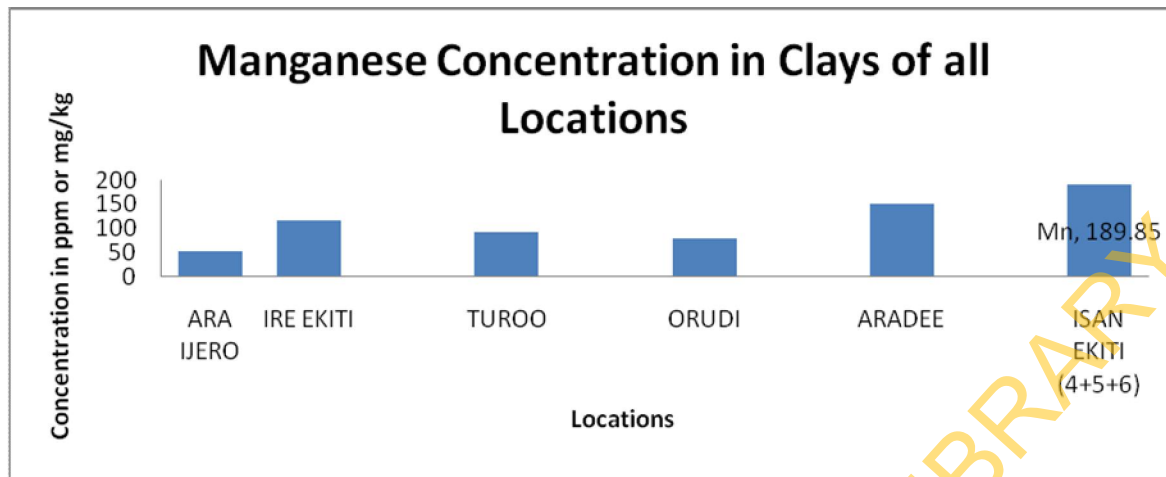 Manganese Concentration in Clays of all
Locations
Concentration in ppm or mg/kg
200
150
100
50
0
Mn, 189.85
ARA IJERO
IRE EKITI
TUROO
ORUDI
ARADEE
ISAN
EKITI
(4+5+6)
Locations